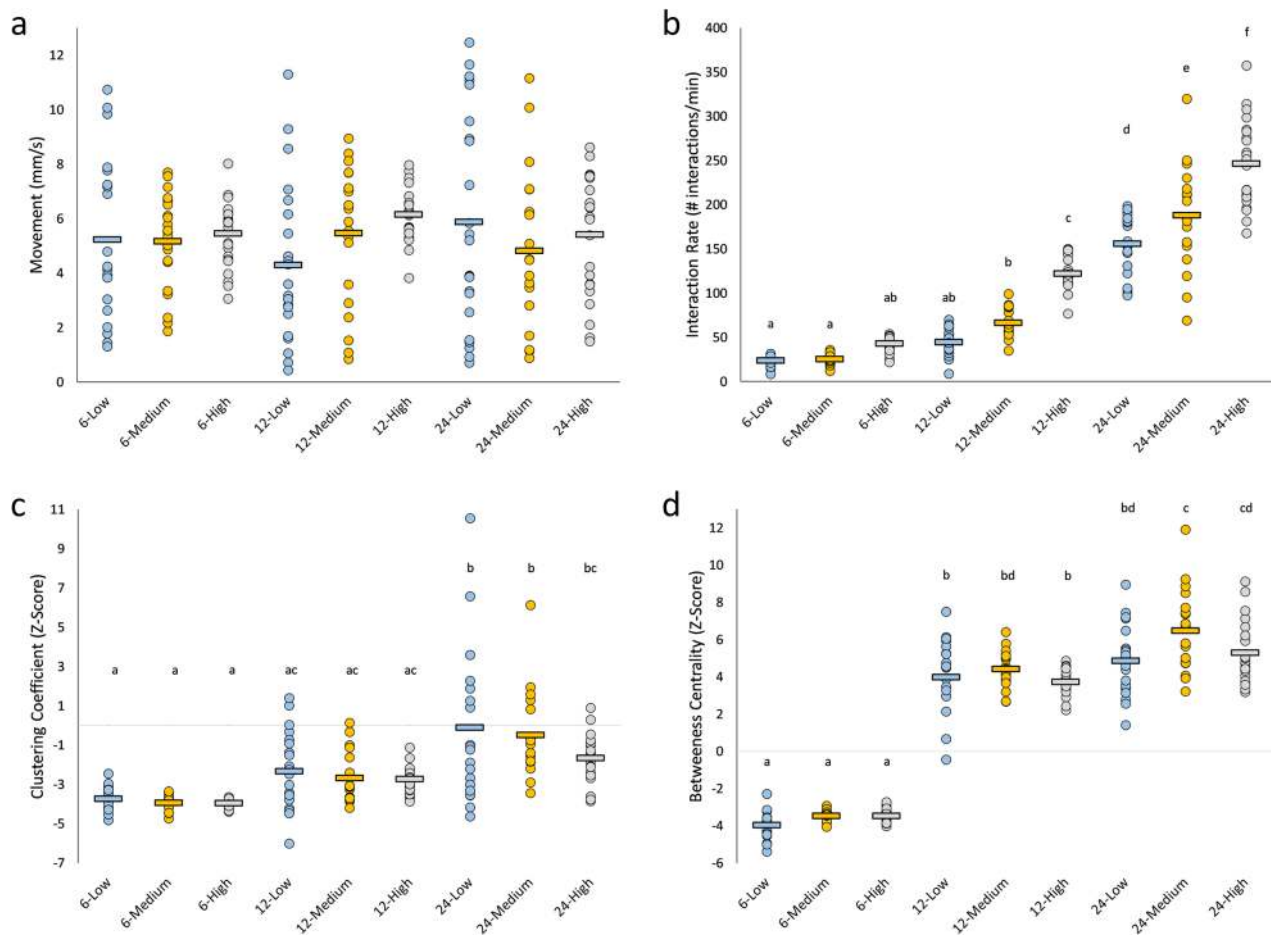 a
Movement (mm/s)
12
10
8
6
4
2
0
6-Low
6-Medium
6-High
12-Low
12-Medium
12-High
24-Low
24-Medium
24-High
b
Interaction Rate (# interactions/min)
400
350
300
250
200
150
100
50
0
a
a
ab
ab
b
c
d
e
f
6-Low
6-Medium
6-High
12-Low
12-Medium
12-High
24-Low
24-Medium
24-High
c
Clustering Coefficient (Z-Score)
11
9
7
5
3
1
-1
-3
-5
-7
a
a
a
ac
ac
ac
b
b
bc
6-Low
6-Medium
6-High
12-Low
12-Medium
12-High
24-Low
24-Medium
24-High
d
Betweeness Centrality (Z-Score)
12
10
8
6
4
2
0
-2
-4
-6
a
a
a
b
bd
b
bd
c
cd
6-Low
6-Medium
6-High
12-Low
12-Medium
12-High
24-Low
24-Medium
24-High